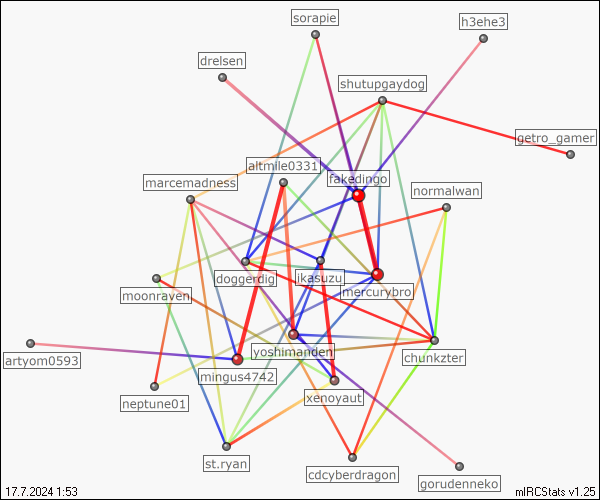 sorapie
h3ehe3
drelsen
shutupgaydog
getro_gamer
altmile0331
fakedingo
marcemadness
normalwan
doggerdig
ikasuzu
mercurybro
moonraven
artyom0593
yoshimanden
chunkzter
mingus4742
neptune01
xenoyaut
st.ryan
cdcyberdragon
gorudenneko
17.7.2024 1:53
mIRCStats v1.25